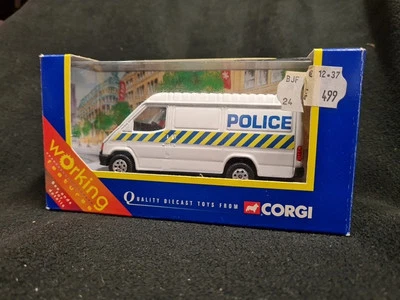 BJF € 12·37
24 499
POLICE
working
QUALITY DIECAST TOYS FROM CORGI